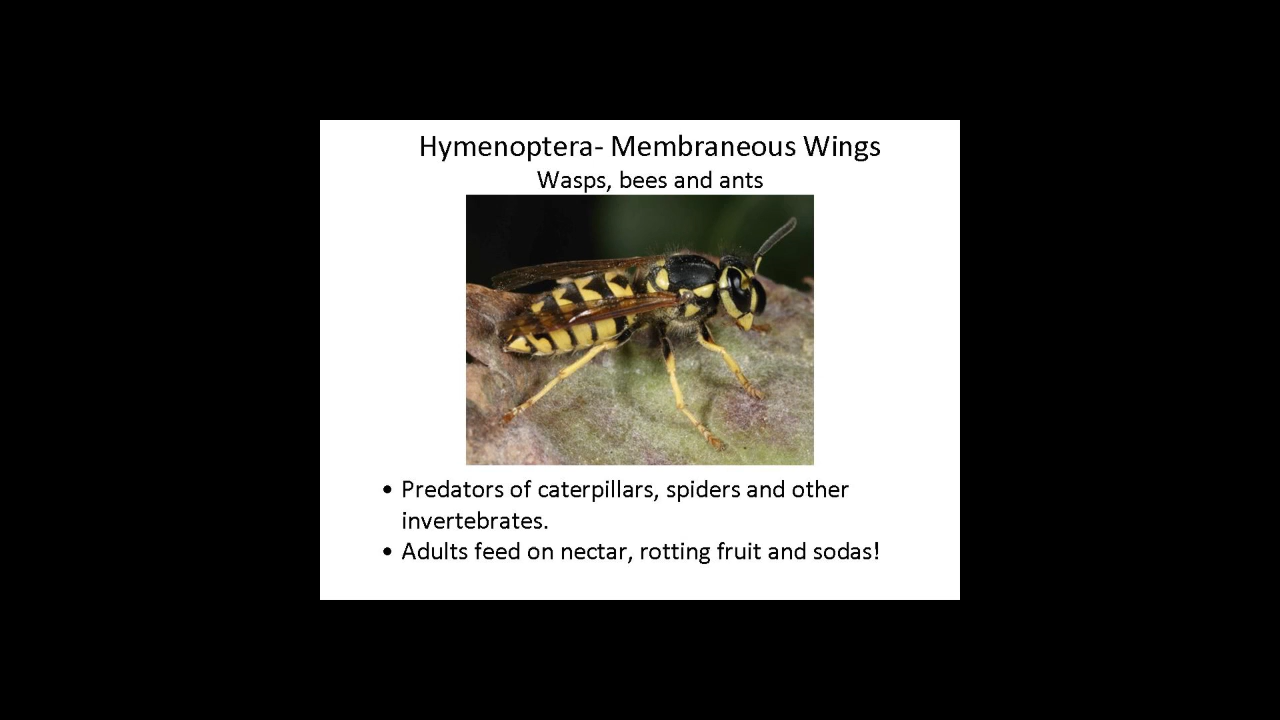 Hymenoptera- Membraneous Wings
Wasps, bees and ants
• Predators of caterpillars, spiders and other
invertebrates.
• Adults feed on nectar, rotting fruit and sodas!